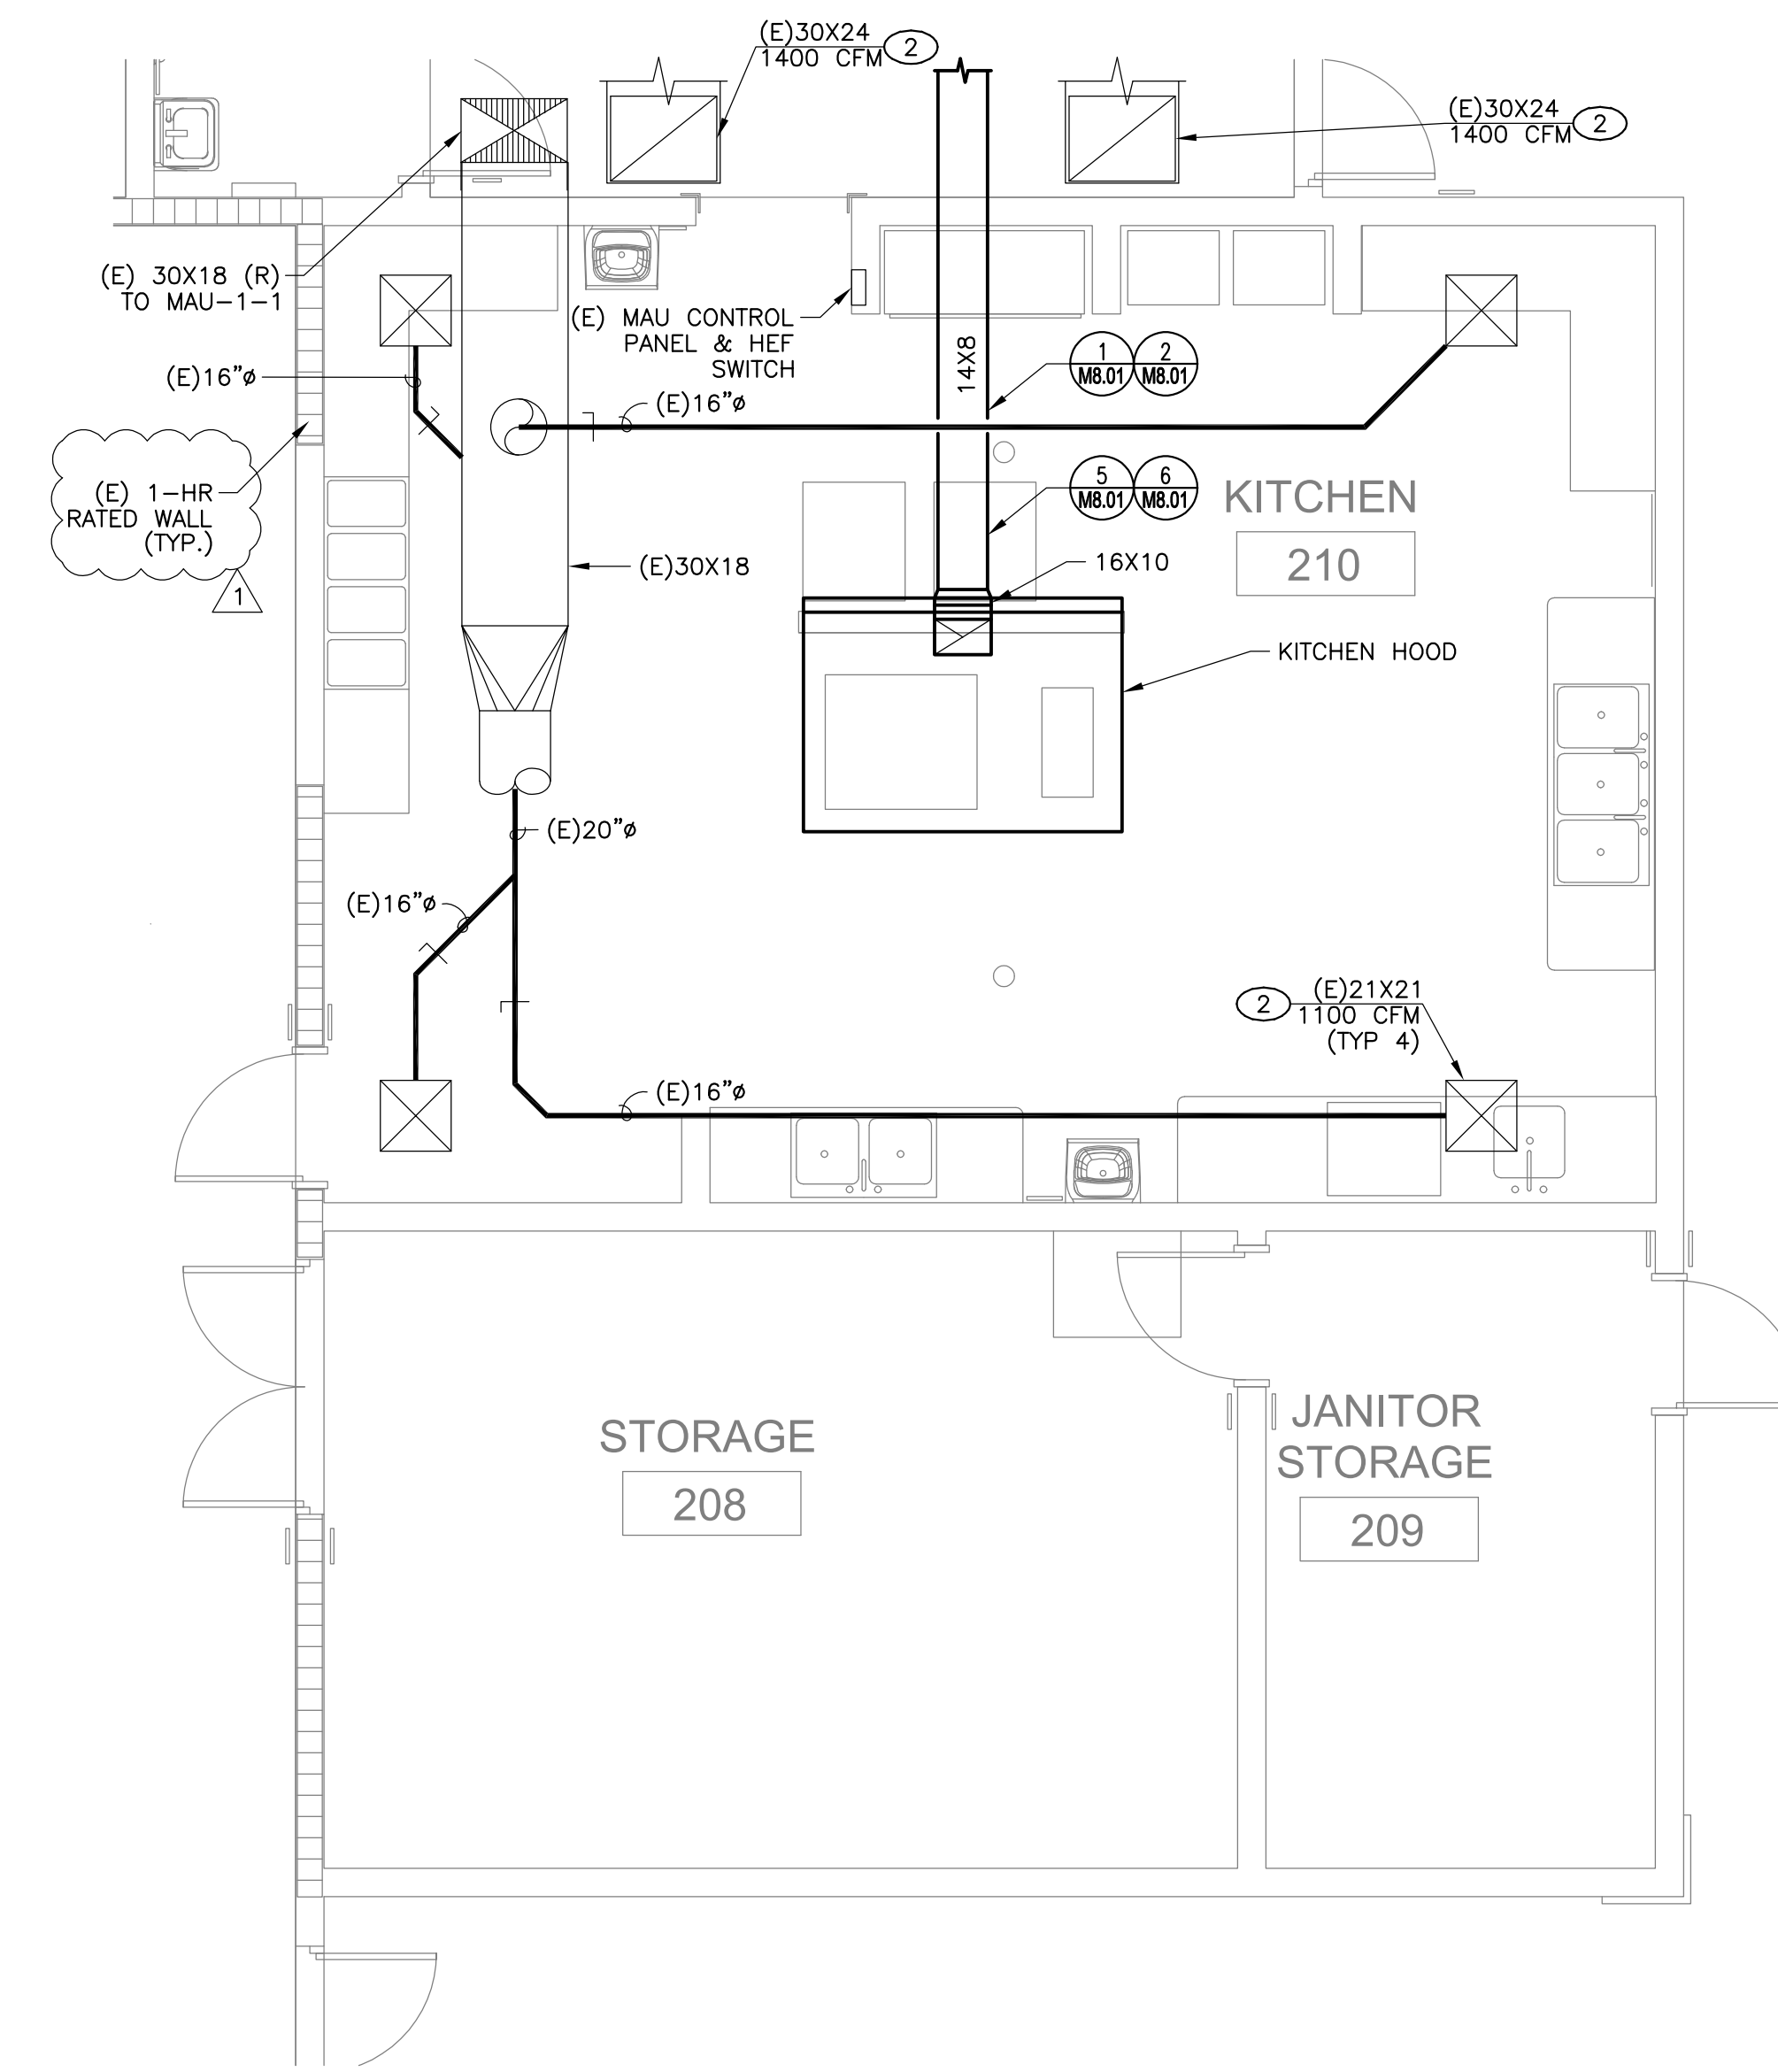 (E)30X24
1400 CFM
2
(E)30X24
1400 CFM
2
(E) 30X18 (R)
TO MAU-1-1
(E) MAU CONTROL
PANEL & HEF
SWITCH
14X8
1
M8.01
2
M8.01
(E)16"ø
(E)16"ø
5
M8.01
6
M8.01
KITCHEN
210
(E) 1-HR
RATED WALL
(TYP.)
1
(E)30X18
16X10
KITCHEN HOOD
(E)20"ø
(E)16"ø
2
(E)21X21
1100 CFM
(TYP 4)
(E)16"ø
STORAGE
208
JANITOR
STORAGE
209